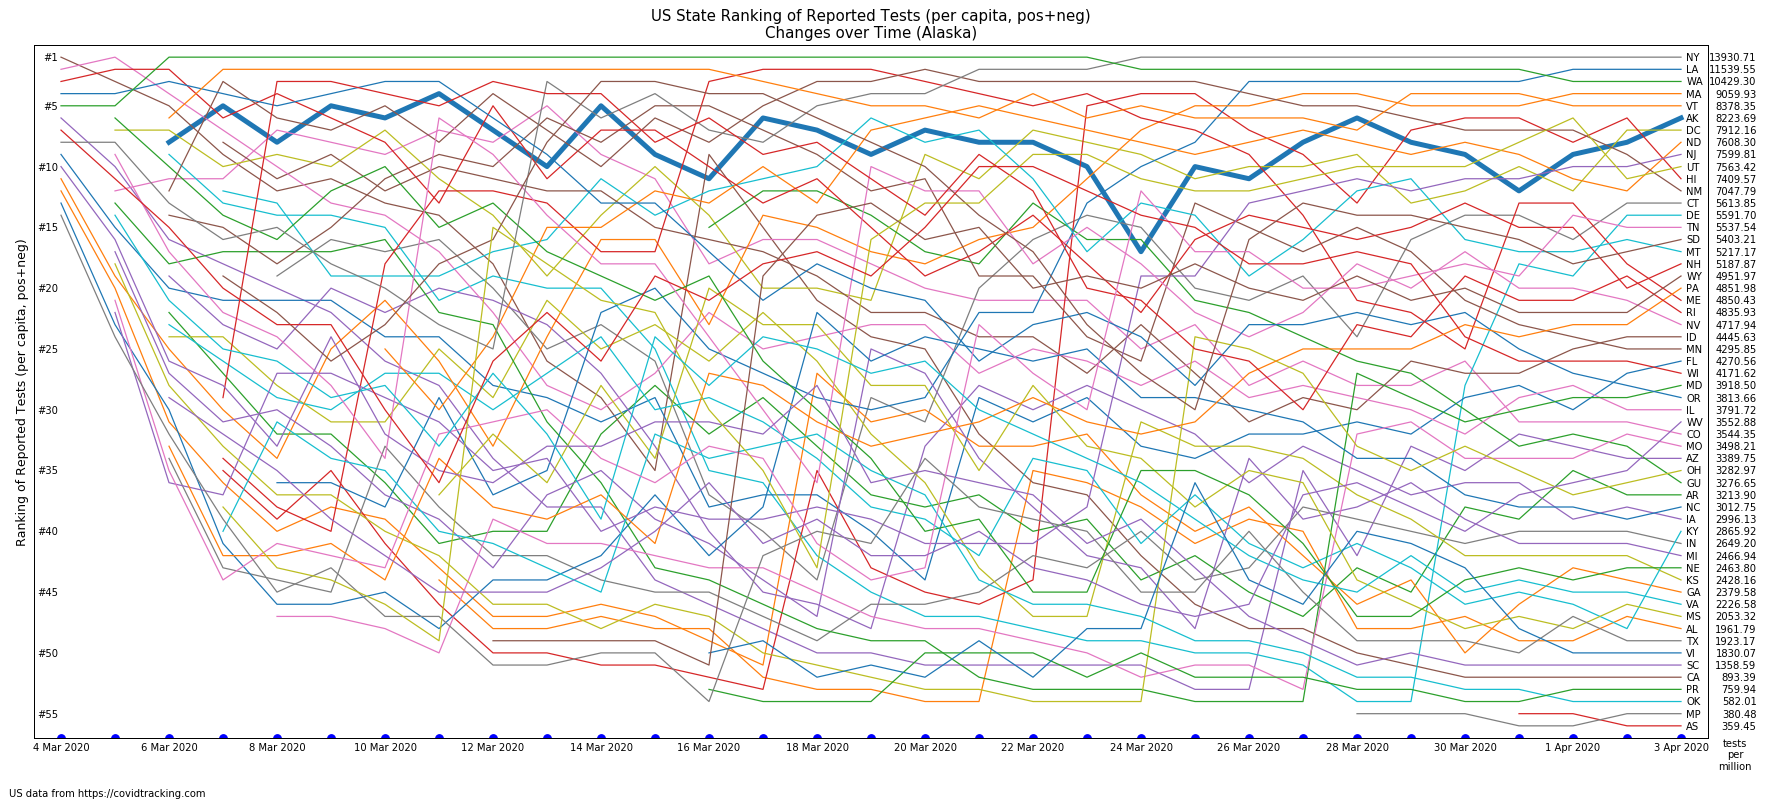 US State Ranking of Reported Tests (per capita, pos+neg)
Changes over Time (Alaska)
Ranking of Reported Tests (per capita, pos+neg)
#1
#5
#10
#15
#20
#25
#30
#35
#40
#45
#50
#55
NY 13930.71
LA 11539.55
WA 10429.30
MA 9059.93
VT 8378.35
AK 8223.69
DC 7912.16
ND 7608.30
NJ 7599.81
UT 7563.42
HI 7409.57
NM 7047.79
CT 5613.85
DE 5591.70
TN 5537.54
SD 5403.21
MT 5217.17
NH 5187.87
WY 4951.97
PA 4851.98
ME 4850.43
RI 4835.93
NV 4717.94
ID 4445.63
MN 4295.85
FL 4270.56
WI 4171.62
MD 3918.50
OR 3813.66
IL 3791.72
WV 3552.88
CO 3544.35
MO 3498.21
AZ 3389.75
OH 3282.97
GU 3276.65
AR 3213.90
NC 3012.75
IA 2996.13
KY 2865.92
IN 2649.20
MI 2466.94
NE 2463.80
KS 2428.16
GA 2379.58
VA 2226.58
MS 2053.32
AL 1961.79
TX 1923.17
VI 1830.07
SC 1358.59
CA 893.39
PR 759.94
OK 582.01
MP 380.48
AS 359.45
4 Mar 2020
6 Mar 2020
8 Mar 2020
10 Mar 2020
12 Mar 2020
14 Mar 2020
16 Mar 2020
18 Mar 2020
20 Mar 2020
22 Mar 2020
24 Mar 2020
26 Mar 2020
28 Mar 2020
30 Mar 2020
1 Apr 2020
3 Apr 2020
tests
per
million
US data from https://covidtracking.com